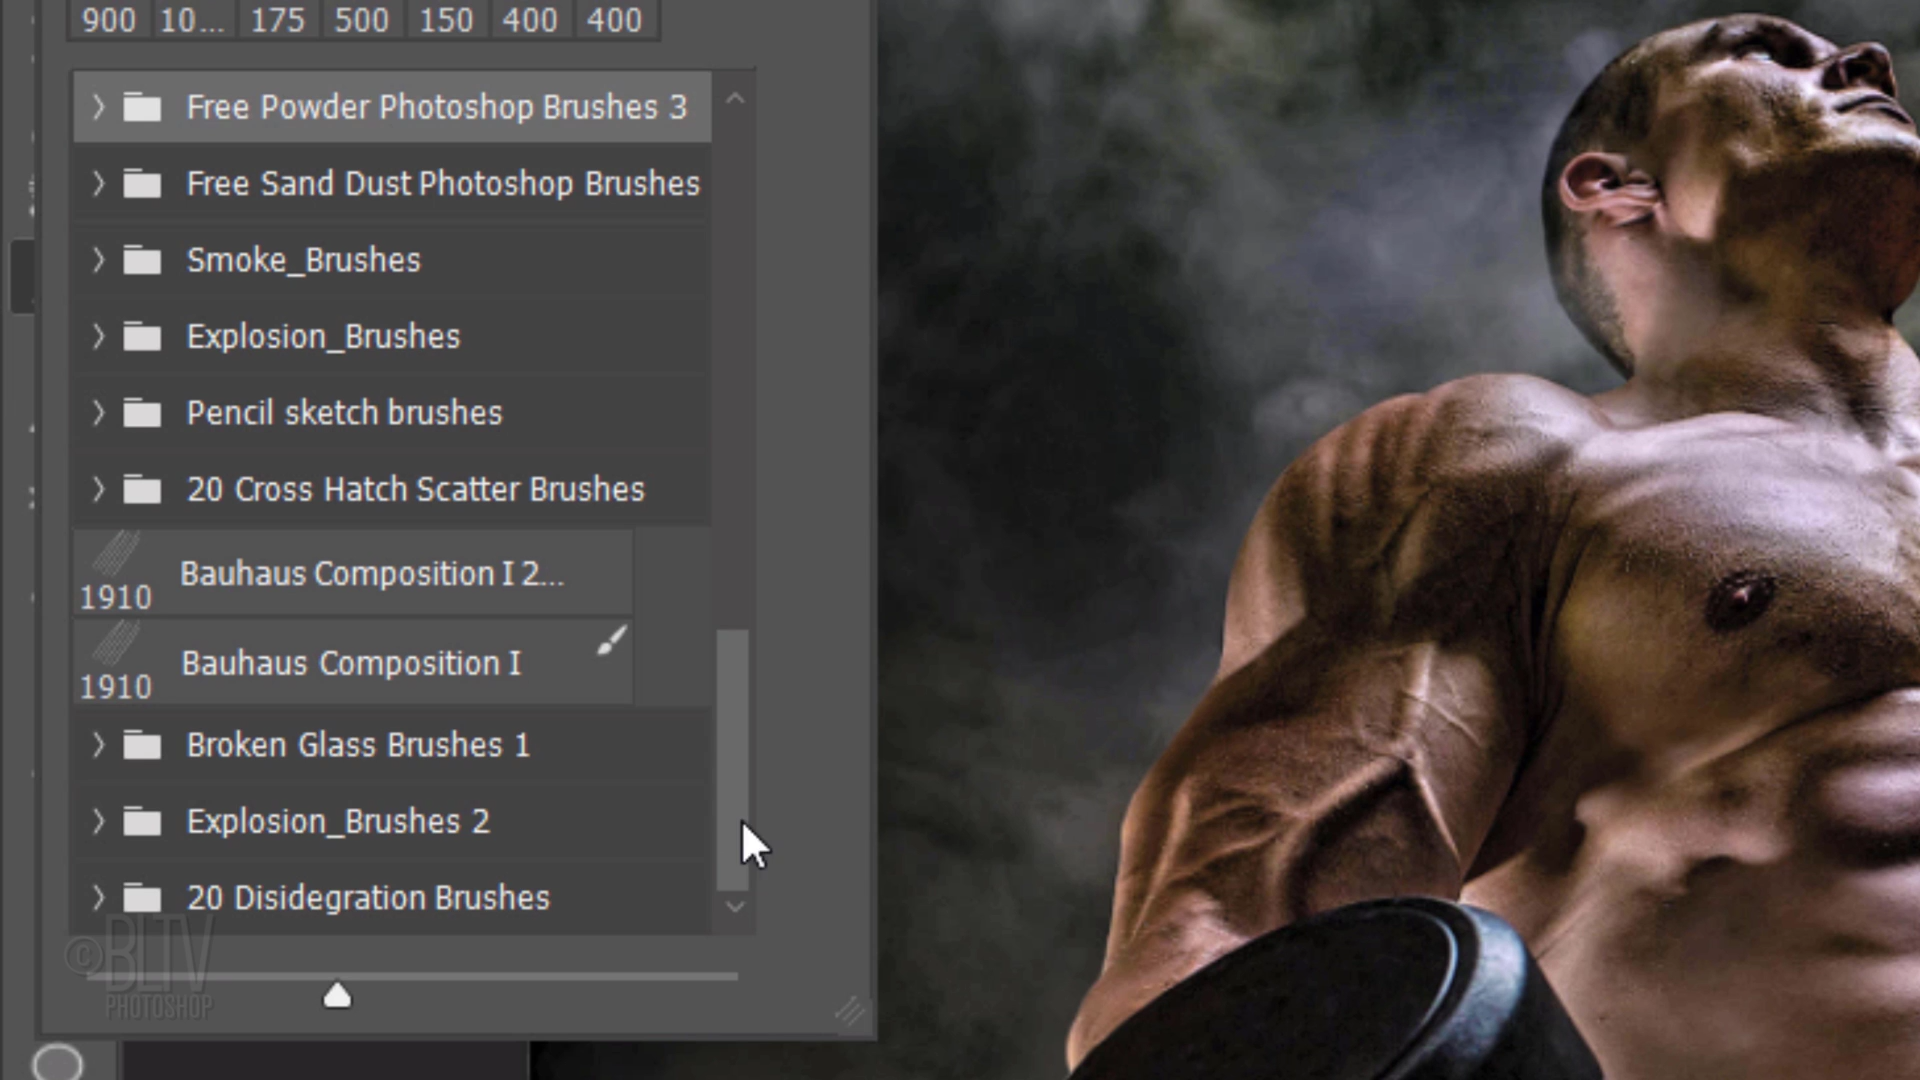 900 10... 175 500 150 400 400
Free Powder Photoshop Brushes 3
Free Sand Dust Photoshop Brushes
Smoke_Brushes
Explosion_Brushes
Pencil sketch brushes
20 Cross Hatch Scatter Brushes
Bauhaus Composition I 2...
1910
Bauhaus Composition I
1910
Broken Glass Brushes 1
Explosion_Brushes 2
20 Disidegration Brushes
©BLTV
PHOTOSHOP